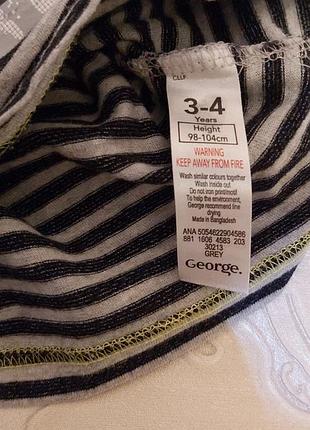 CLLF
3-4
Years
Height
98-104cm
WARNING
KEEP AWAY FROM FIRE
Wash similar colours together
Wash inside out
Do not iron print/motif
To help the environment,
George recommend line
drying
Made in Bangladesh
ANA 5054622904586
881 1606 4583 203
30213
GREY
George.